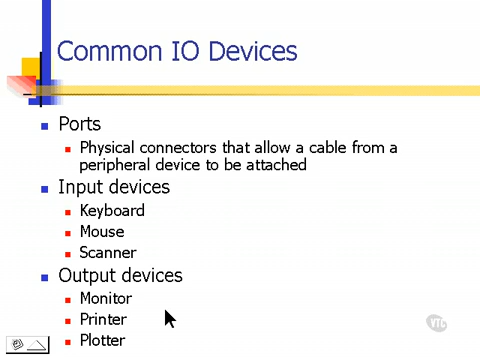 Common IO Devices
Ports
Physical connectors that allow a cable from a
peripheral device to be attached
Input devices
Keyboard
Mouse
Scanner
Output devices
Monitor
Printer
Plotter
VTC